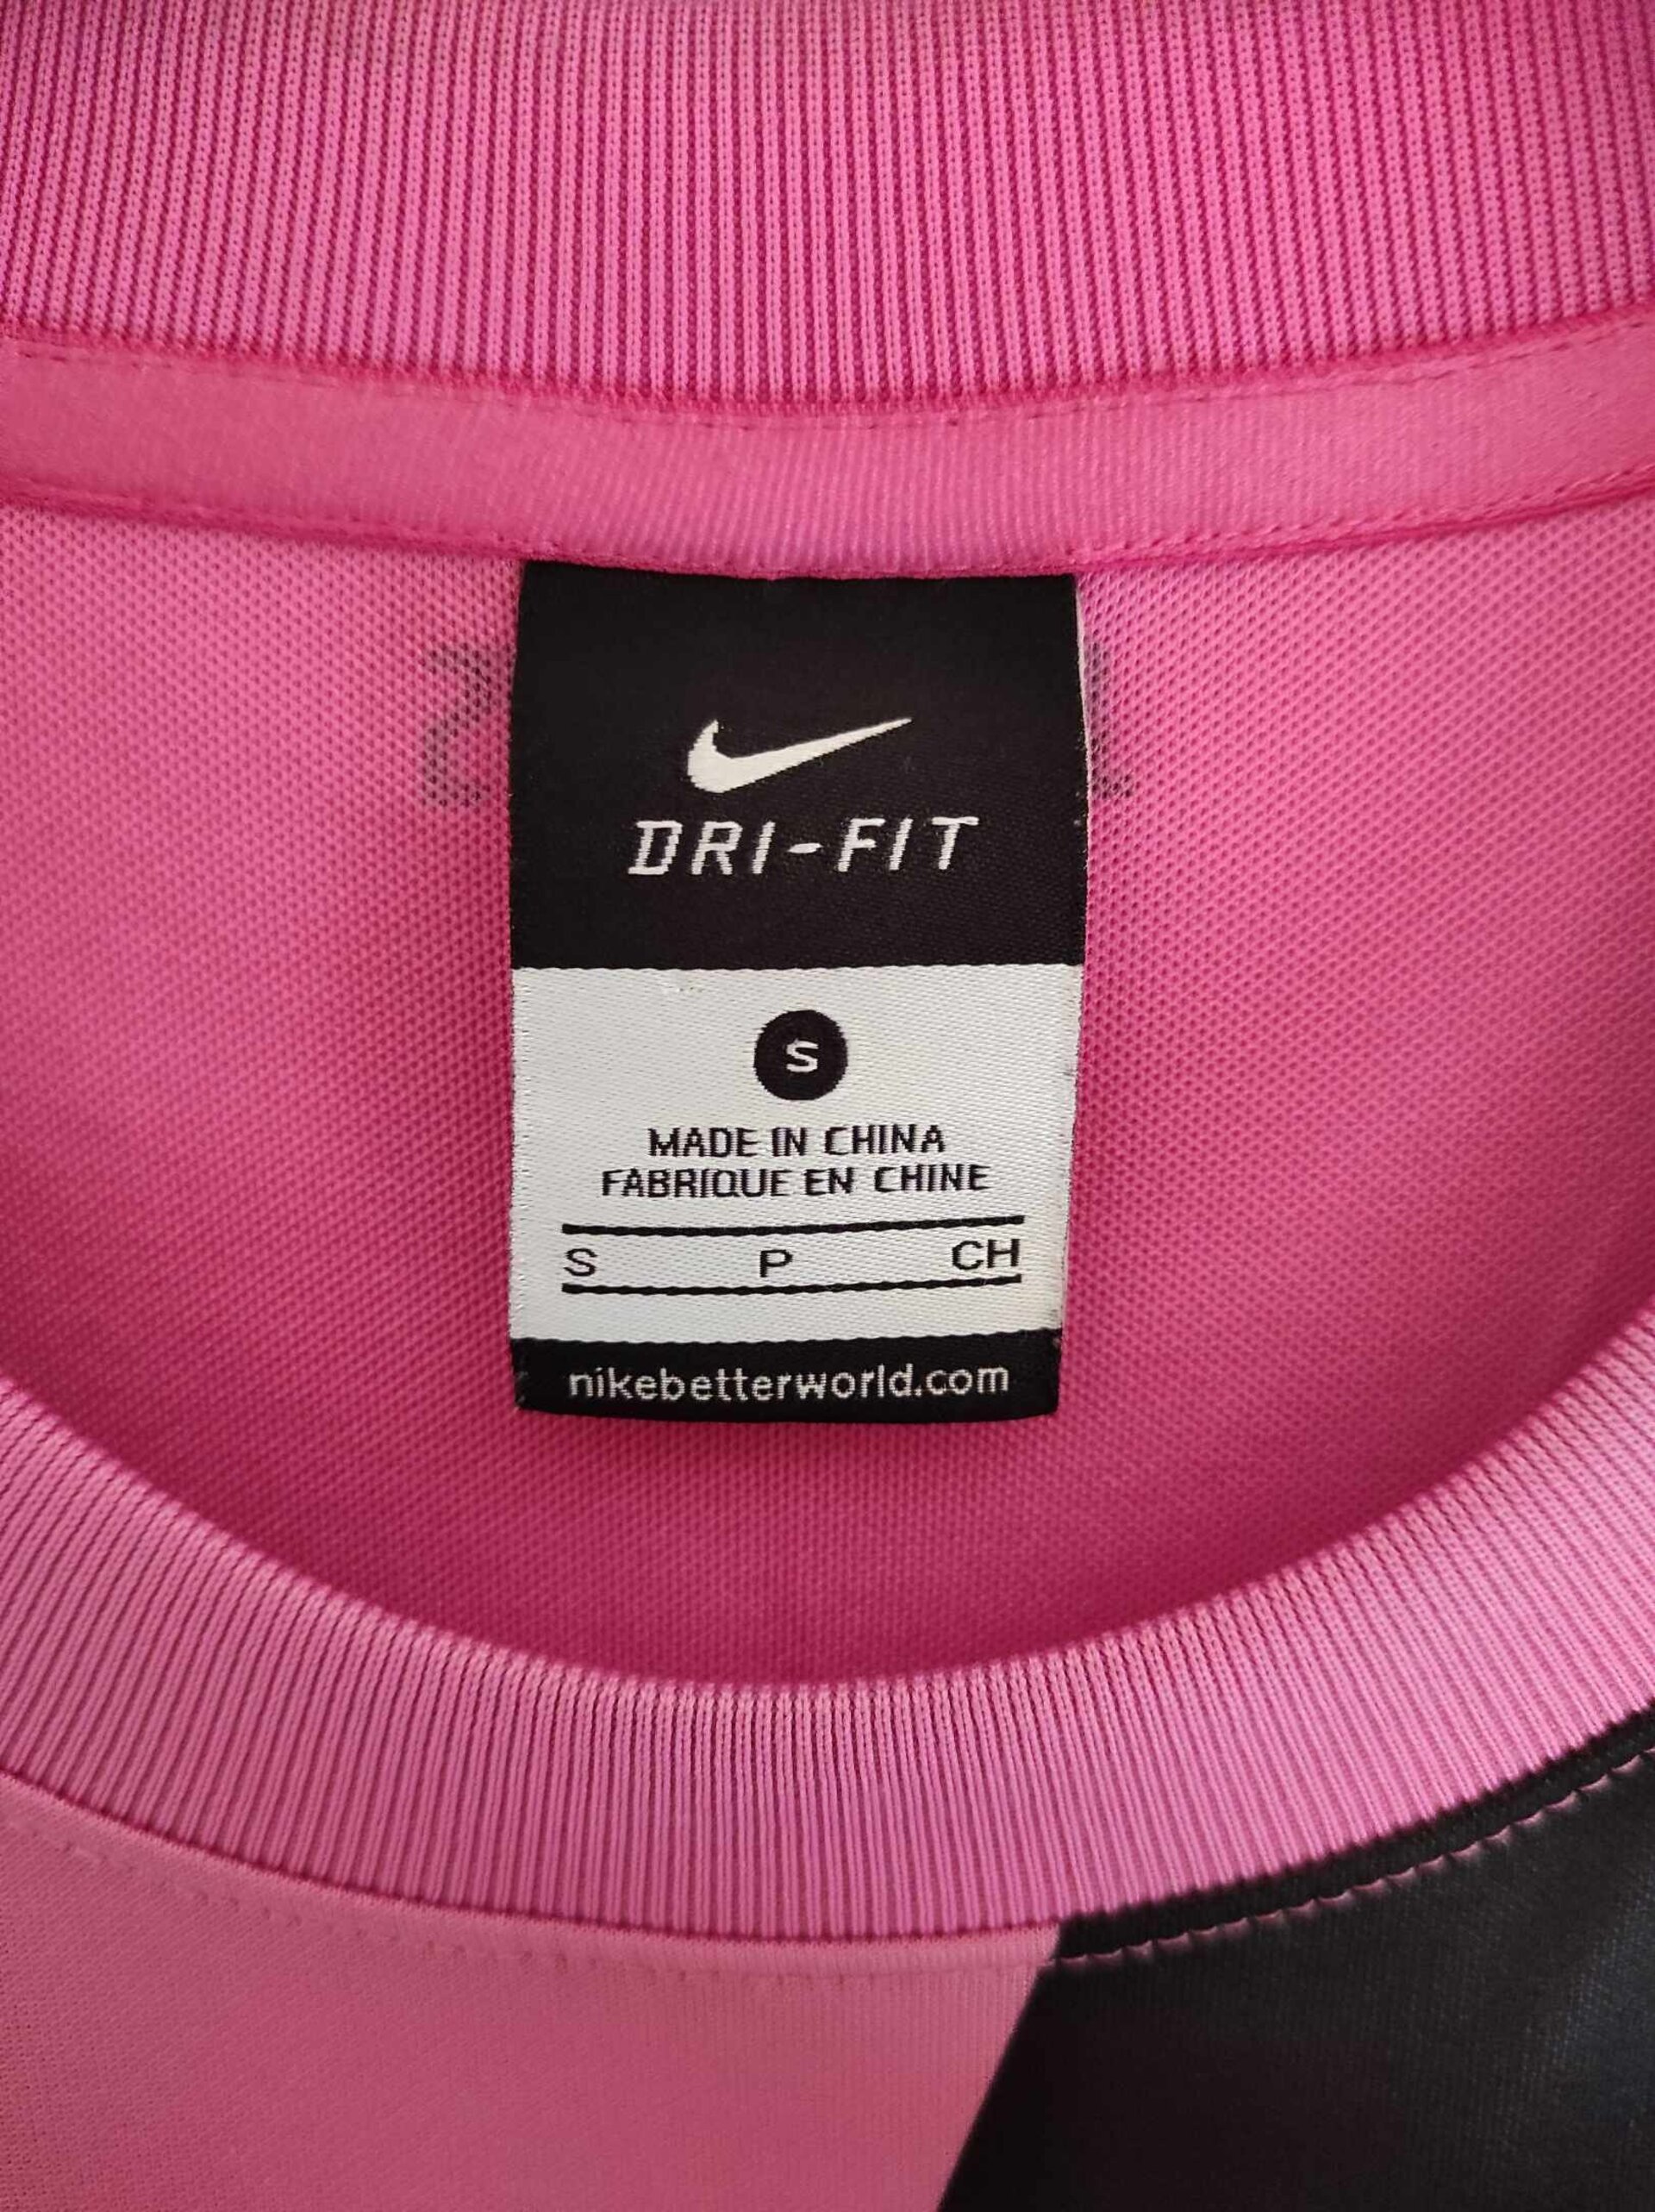 DRI-FIT
S
MADE IN CHINA
FABRIQUE EN CHINE
S P CH
nikebetterworld.com